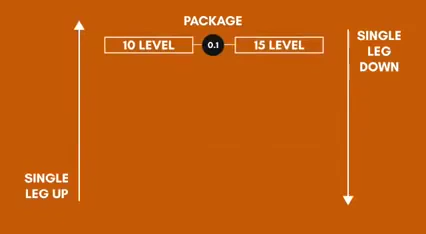 PACKAGE
10 LEVEL 0.1 15 LEVEL
SINGLE
LEG
DOWN
SINGLE
LEG UP